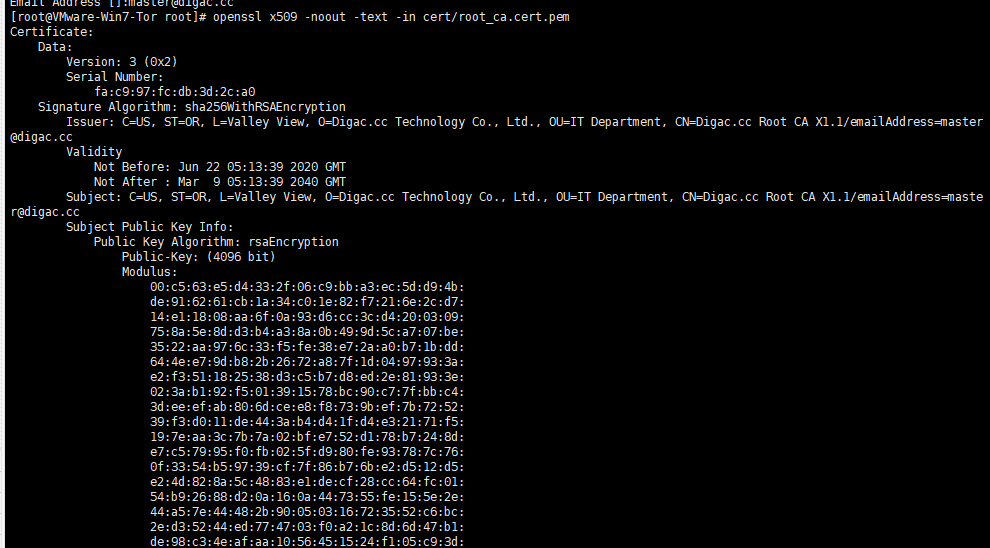 Email Address []:master@digac.cc
[root@VMware-Win7-Tor root]# openssl x509 -noout -text -in cert/root_ca.cert.pem
Certificate:
    Data:
        Version: 3 (0x2)
        Serial Number:
            fa:c9:97:fc:db:3d:2c:a0
    Signature Algorithm: sha256WithRSAEncryption
        Issuer: C=US, ST=OR, L=Valley View, O=Digac.cc Technology Co., Ltd., OU=IT Department, CN=Digac.cc Root CA X1.1/emailAddress=master
@digac.cc
        Validity
            Not Before: Jun 22 05:13:39 2020 GMT
            Not After : Mar  9 05:13:39 2040 GMT
        Subject: C=US, ST=OR, L=Valley View, O=Digac.cc Technology Co., Ltd., OU=IT Department, CN=Digac.cc Root CA X1.1/emailAddress=maste
r@digac.cc
        Subject Public Key Info:
            Public Key Algorithm: rsaEncryption
                Public-Key: (4096 bit)
                Modulus:
                    00:c5:63:e5:d4:33:2f:06:c9:bb:a3:ec:5d:d9:4b:
                    de:91:62:61:cb:1a:34:c0:1e:82:f7:21:6e:2c:d7:
                    14:e1:18:08:aa:6f:0a:93:d6:cc:3c:d4:20:03:09:
                    75:8a:5e:8d:d3:b4:a3:8a:0b:49:9d:5c:a7:07:be:
                    35:22:aa:97:6c:33:f5:fe:38:e7:2a:a0:b7:1b:dd:
                    64:4e:e7:9d:b8:2b:26:72:a8:7f:1d:04:97:93:3a:
                    e2:f3:51:18:25:38:d3:c5:b7:d8:ed:2e:81:93:3e:
                    02:3a:b1:92:f5:01:39:15:78:bc:90:c7:7f:bb:c4:
                    3d:ee:ef:ab:80:6d:ce:e8:f8:73:9b:ef:7b:72:52:
                    39:f3:d0:11:de:44:3a:b4:d4:1f:d4:e3:21:71:f5:
                    19:7e:aa:3c:7b:7a:02:bf:e7:52:d1:78:b7:24:8d:
                    e7:c5:79:95:f0:fb:02:5f:d9:80:fe:93:78:7c:76:
                    0f:33:54:b5:97:39:cf:7f:86:b7:6b:e2:d5:12:d5:
                    e2:4d:82:8a:5c:48:83:e1:de:cf:28:cc:64:fc:01:
                    54:b9:26:88:d2:0a:16:0a:44:73:55:fe:15:5e:2e:
                    44:a5:7e:44:48:2b:90:05:03:16:72:35:52:c6:bc:
                    2e:d3:52:44:ed:77:47:03:f0:a2:1c:8d:6d:47:b1:
                    de:98:c3:4e:af:aa:10:56:45:15:24:f1:05:c9:3d: